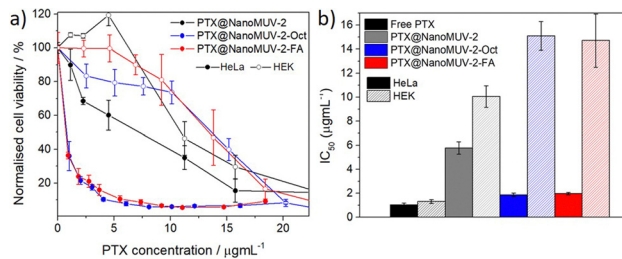 a)
PTX@NanoMUV-2
PTX@NanoMUV-2-Oct
PTX@NanoMUV-2-FA
HeLa
HEK
Normalised cell viability / %
120
100
80
60
40
20
0 5 10 15 20
PTX concentration / µgmL-1
b)
Free PTX
PTX@NanoMUV-2
PTX@NanoMUV-2-Oct
PTX@NanoMUV-2-FA
HeLa
HEK
IC50 (µgmL-1)
16
14
12
10
8
6
4
2
0